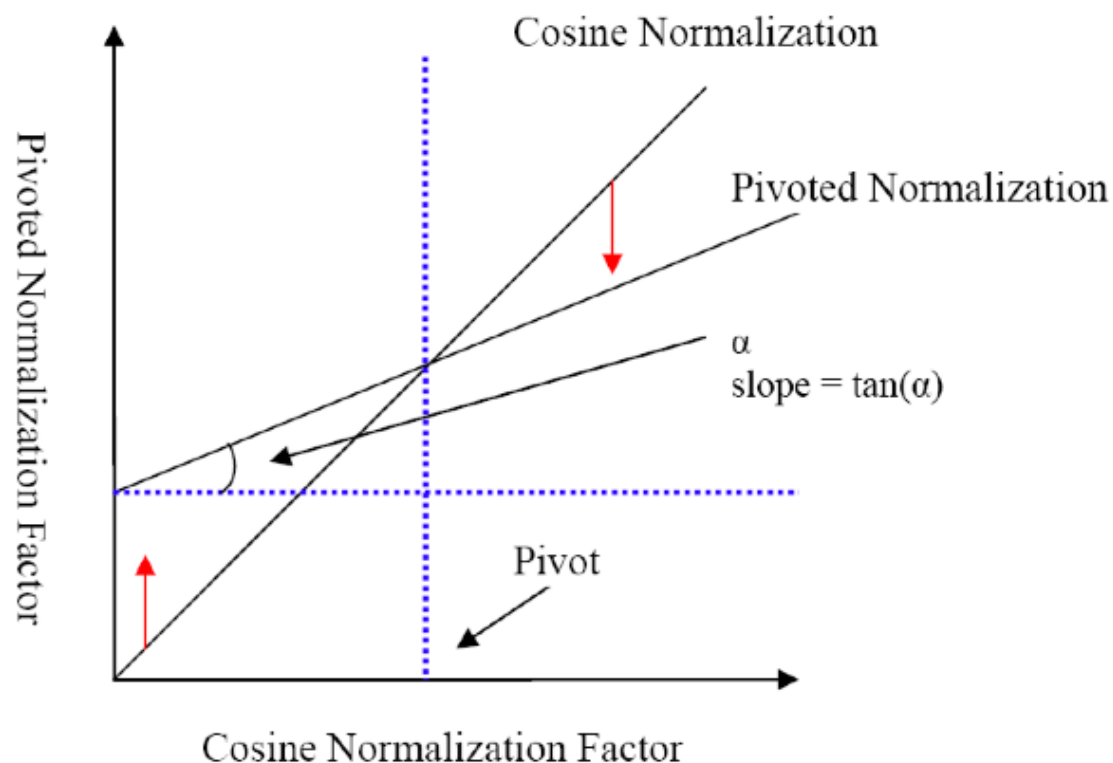 Cosine Normalization
Pivoted Normalization
α
slope = tan(α)
Pivot
Pivoted Normalization Factor
Cosine Normalization Factor